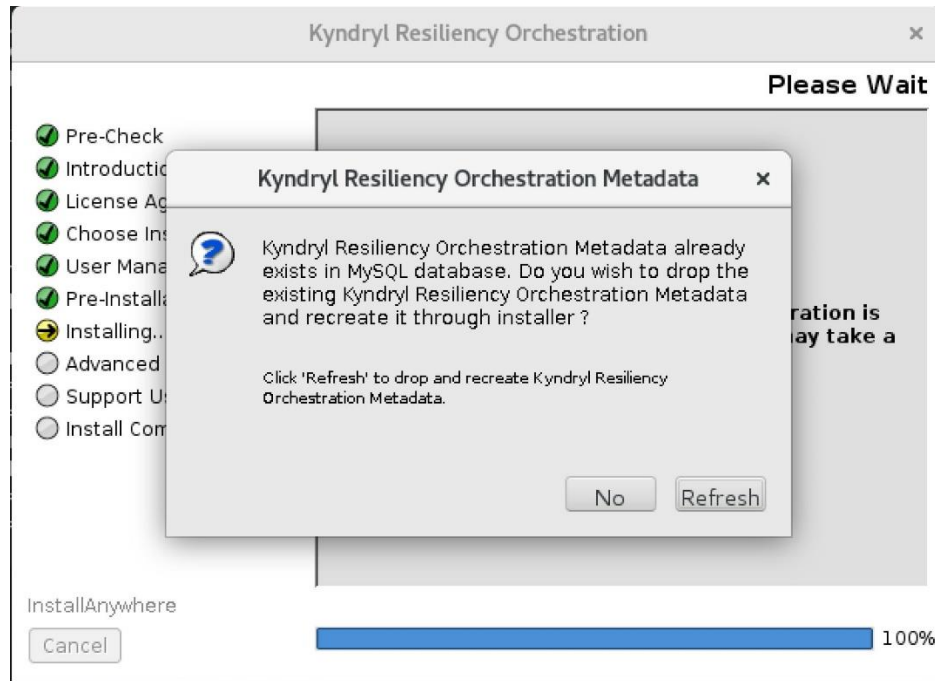 Kyndryl Resiliency Orchestration
Please Wait
Pre-Check
Introductic
License Ag
Choose Ins
User Mana
Pre-Installa
Installing..
Advanced
Support Us
Install Com
Kyndryl Resiliency Orchestration Metadata
Kyndryl Resiliency Orchestration Metadata already
exists in MySQL database. Do you wish to drop the
existing Kyndryl Resiliency Orchestration Metadata
and recreate it through installer ?
Click 'Refresh' to drop and recreate Kyndryl Resiliency
Orchestration Metadata.
No
Refresh
ration is
ay take a
InstallAnywhere
Cancel
100%